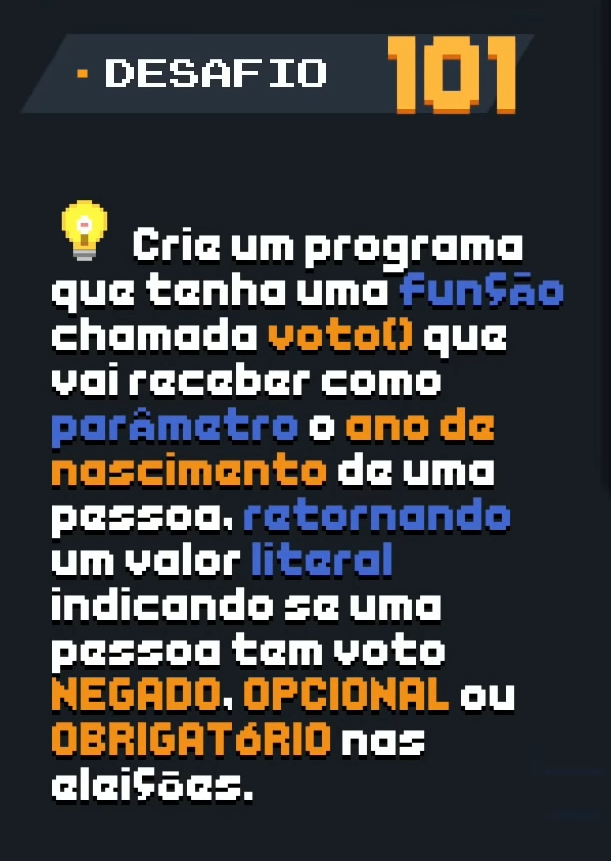 DESAFIO 101
Crie um programa
que tenha uma função
chamada voto() que
vai receber como
parâmetro o ano de
nascimento de uma
pessoa, retornando
um valor literal
indicando se uma
pessoa tem voto
NEGADO, OPCIONAL ou
OBRIGATóRIO nas
eleições.